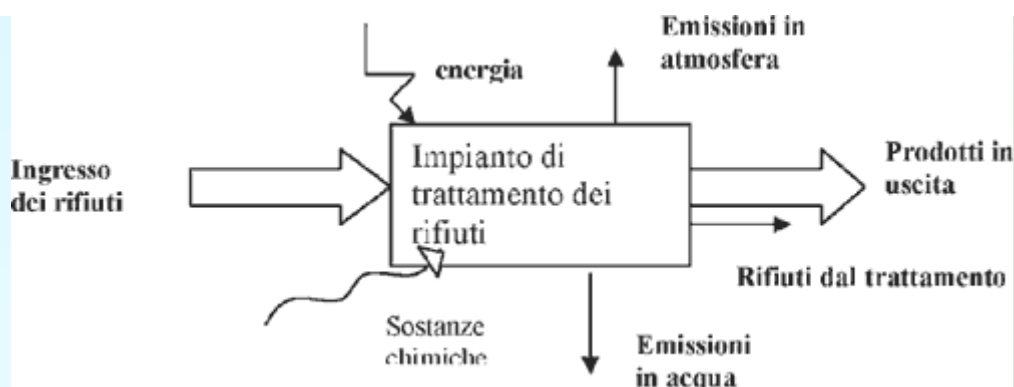 Emissioni in
atmosfera
energia
Ingresso
dei rifiuti
Impianto di
trattamento dei
rifiuti
Prodotti in
uscita
Rifiuti dal trattamento
Sostanze
chimiche
Emissioni
in acqua